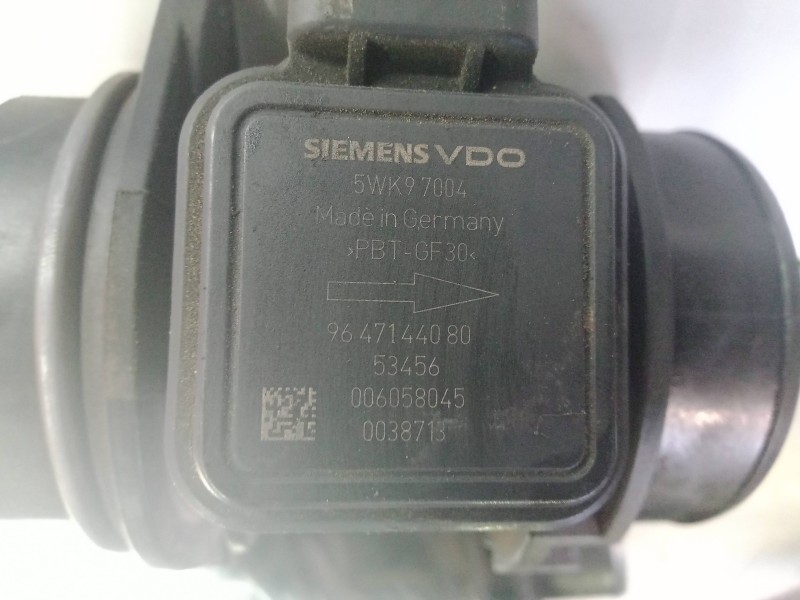 SIEMENS VDO
5WK9 7004
Made in Germany
›PBT-GF30‹
96 471440 80
53456
006058045
0038713